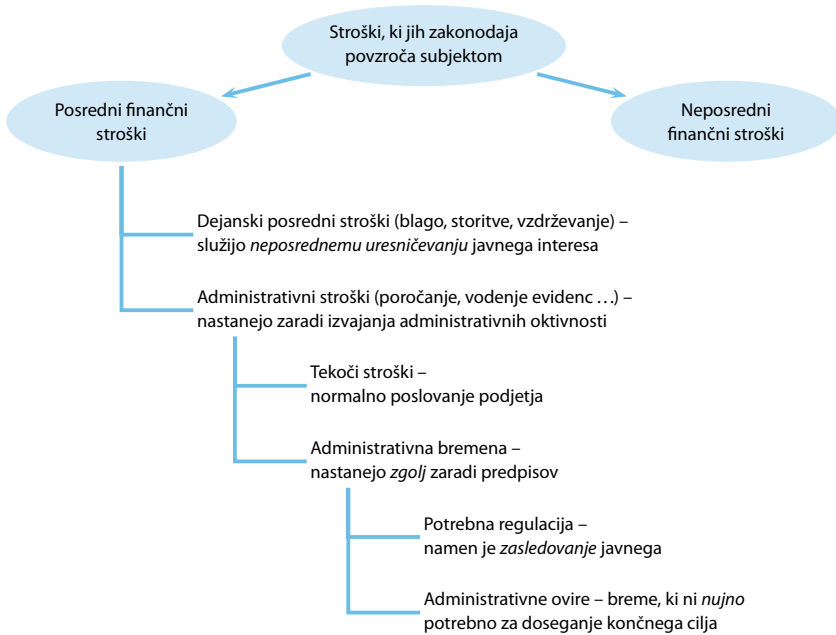 Stroški, ki jih zakonodaja
povzroča subjektom
Posredni finančni
stroški
Neposredni
finančni stroški
Dejanski posredni stroški (blago, storitve, vzdrževanje) –
služijo neposrednemu uresničevanju javnega interesa
Administrativni stroški (poročanje, vodenje evidenc …) –
nastanejo zaradi izvajanja administrativnih oktivnosti
Tekoči stroški –
normalno poslovanje podjetja
Administrativna bremena –
nastanejo zgolj zaradi predpisov
Potrebna regulacija –
namen je zasledovanje javnega
Administrativne ovire – breme, ki ni nujno
potrebno za doseganje končnega cilja